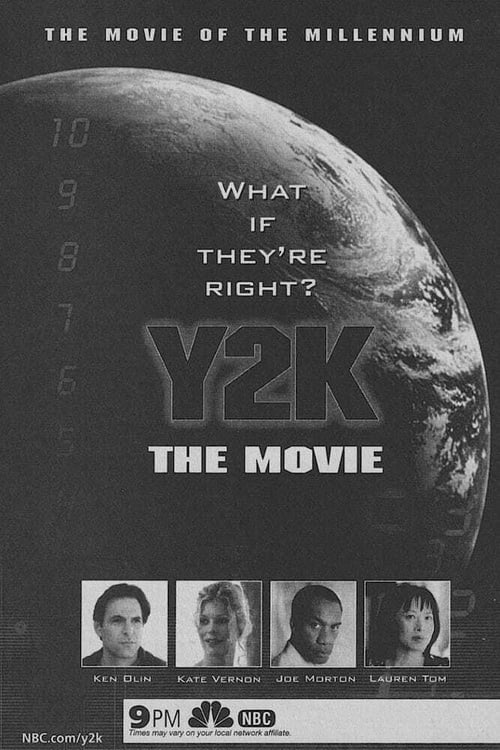 THE MOVIE OF THE MILLENNIUM
10
9
8
7
6
5
WHAT
IF
THEY'RE
RIGHT?
Y2K
THE MOVIE
KEN OLIN
KATE VERNON
JOE MORTON
LAUREN TOM
9PM NBC
Times may vary on your local network affiliate.
NBC.com/y2k